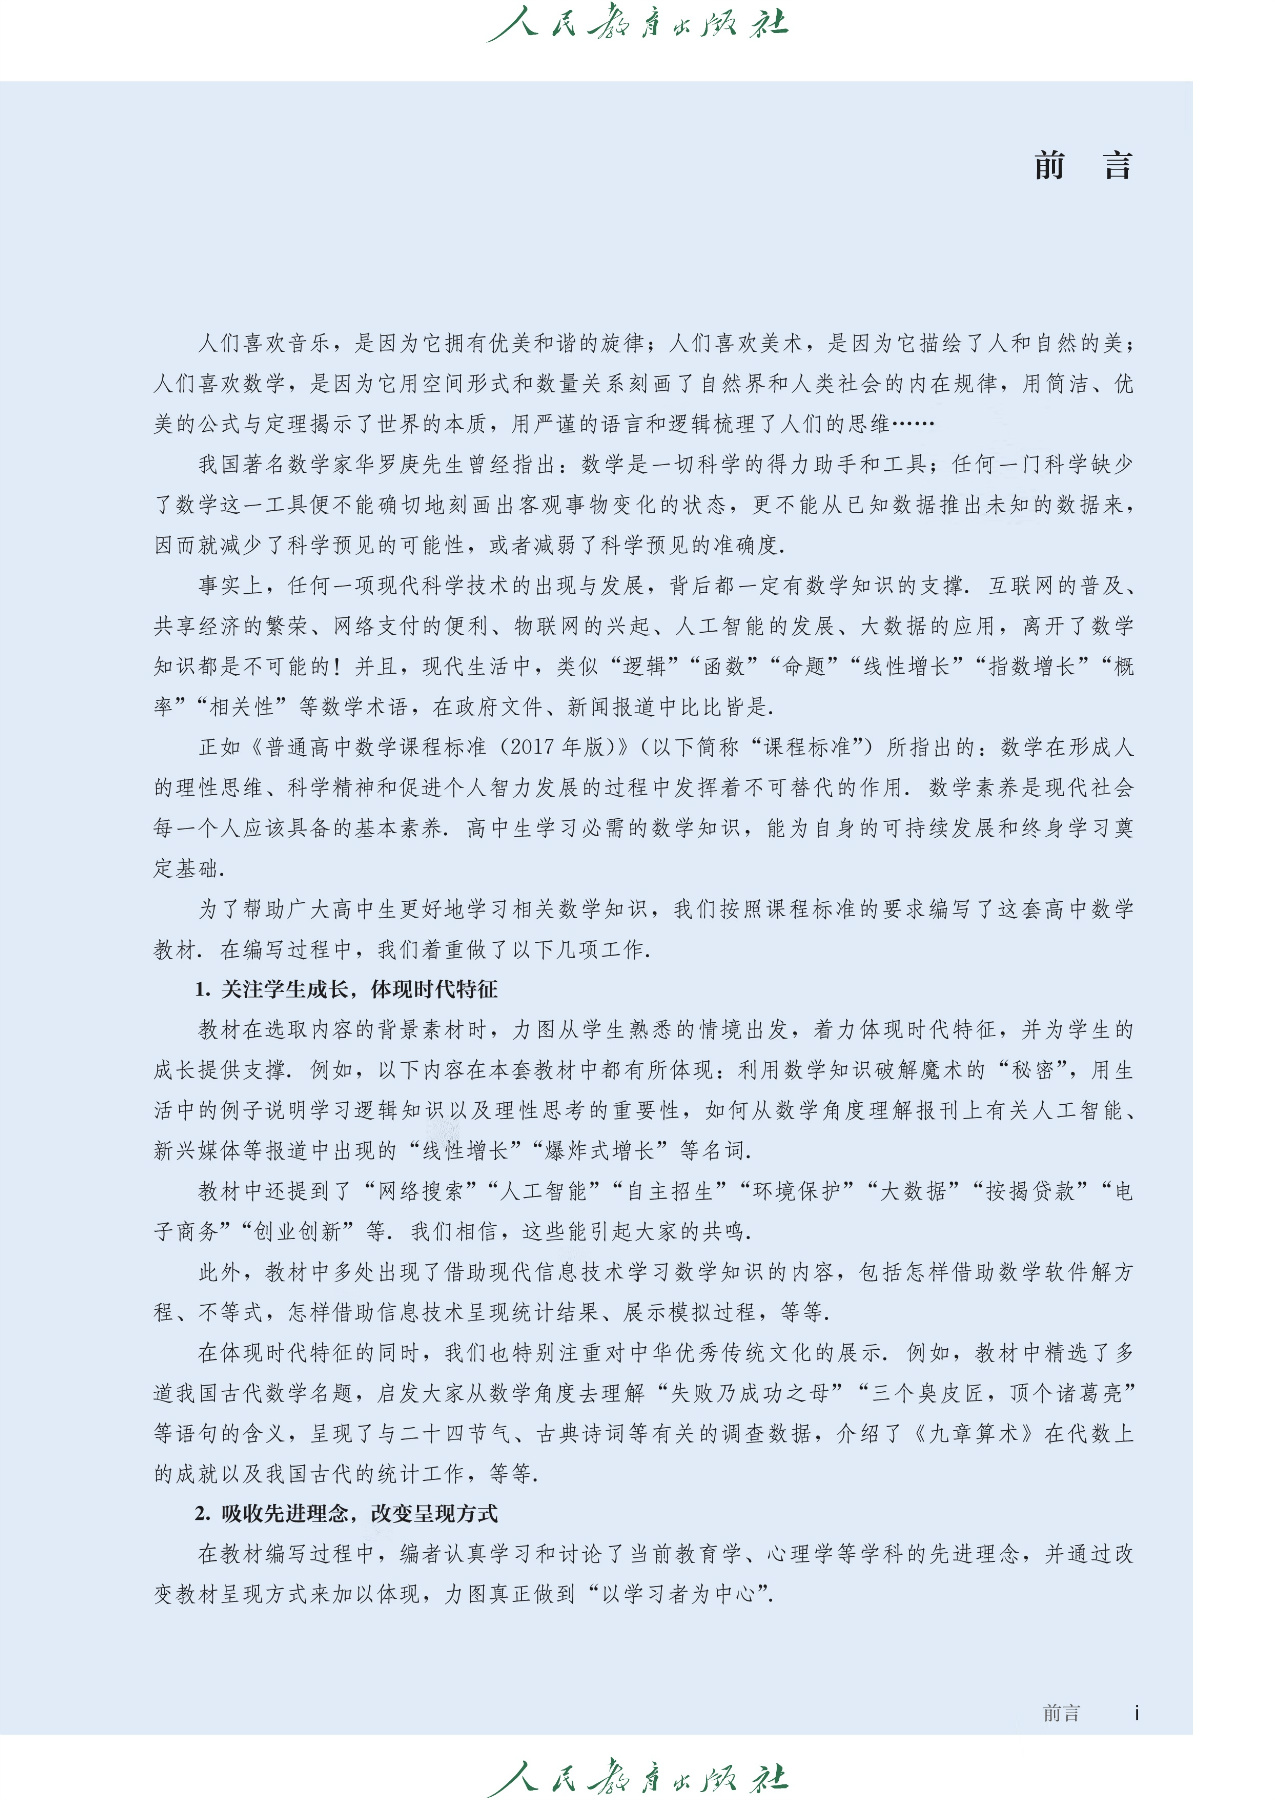 人民教育出版社
前 言
人们喜欢音乐，是因为它拥有优美和谐的旋律；人们喜欢美术，是因为它描绘了人和自然的美；
人们喜欢数学，是因为它用空间形式和数量关系刻画了自然界和人类社会的内在规律，用简洁、优
美的公式与定理揭示了世界的本质，用严谨的语言和逻辑梳理了人们的思维……
我国著名数学家华罗庚先生曾经指出：数学是一切科学的得力助手和工具；任何一门科学缺少
了数学这一工具便不能确切地刻画出客观事物变化的状态，更不能从已知数据推出未知的数据来，
因而就减少了科学预见的可能性，或者减弱了科学预见的准确度．
事实上，任何一项现代科学技术的出现与发展，背后都一定有数学知识的支撑．互联网的普及、
共享经济的繁荣、网络支付的便利、物联网的兴起、人工智能的发展、大数据的应用，离开了数学
知识都是不可能的！并且，现代生活中，类似“逻辑”“函数”“命题”“线性增长”“指数增长”“概
率”“相关性”等数学术语，在政府文件、新闻报道中比比皆是．
正如《普通高中数学课程标准（2017年版）》（以下简称“课程标准”）所指出的：数学在形成人
的理性思维、科学精神和促进个人智力发展的过程中发挥着不可替代的作用．数学素养是现代社会
每一个人应该具备的基本素养．高中生学习必需的数学知识，能为自身的可持续发展和终身学习奠
定基础．
为了帮助广大高中生更好地学习相关数学知识，我们按照课程标准的要求编写了这套高中数学
教材．在编写过程中，我们着重做了以下几项工作．
1. 关注学生成长，体现时代特征
教材在选取内容的背景素材时，力图从学生熟悉的情境出发，着力体现时代特征，并为学生的
成长提供支撑．例如，以下内容在本套教材中都有所体现：利用数学知识破解魔术的“秘密”，用生
活中的例子说明学习逻辑知识以及理性思考的重要性，如何从数学角度理解报刊上有关人工智能、
新兴媒体等报道中出现的“线性增长”“爆炸式增长”等名词．
教材中还提到了“网络搜索”“人工智能”“自主招生”“环境保护”“大数据”“按揭贷款”“电
子商务”“创业创新”等．我们相信，这些能引起大家的共鸣．
此外，教材中多处出现了借助现代信息技术学习数学知识的内容，包括怎样借助数学软件解方
程、不等式，怎样借助信息技术呈现统计结果、展示模拟过程，等等．
在体现时代特征的同时，我们也特别注重对中华优秀传统文化的展示．例如，教材中精选了多
道我国古代数学名题，启发大家从数学角度去理解“失败乃成功之母”“三个臭皮匠，顶个诸葛亮”
等语句的含义，呈现了与二十四节气、古典诗词等有关的调查数据，介绍了《九章算术》在代数上
的成就以及我国古代的统计工作，等等．
2. 吸收先进理念，改变呈现方式
在教材编写过程中，编者认真学习和讨论了当前教育学、心理学等学科的先进理念，并通过改
变教材呈现方式来加以体现，力图真正做到“以学习者为中心”．
前言 i
人民教育出版社